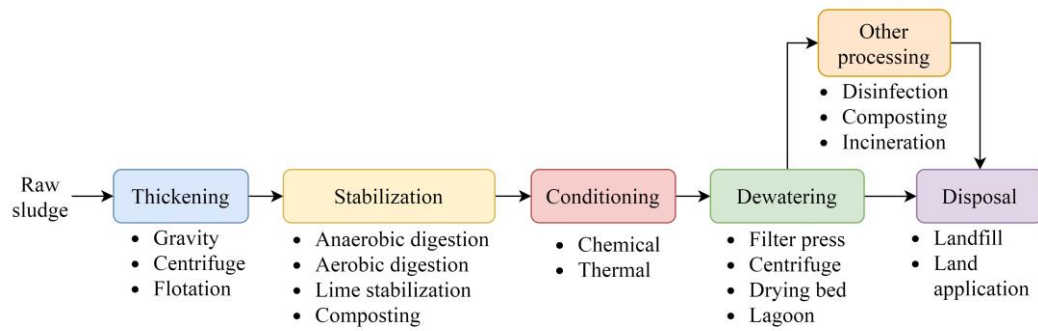 Other
processing
• Disinfection
• Composting
• Incineration
Raw
sludge
Thickening
• Gravity
• Centrifuge
• Flotation
Stabilization
• Anaerobic digestion
• Aerobic digestion
• Lime stabilization
• Composting
Conditioning
• Chemical
• Thermal
Dewatering
• Filter press
• Centrifuge
• Drying bed
• Lagoon
Disposal
• Landfill
• Land
application